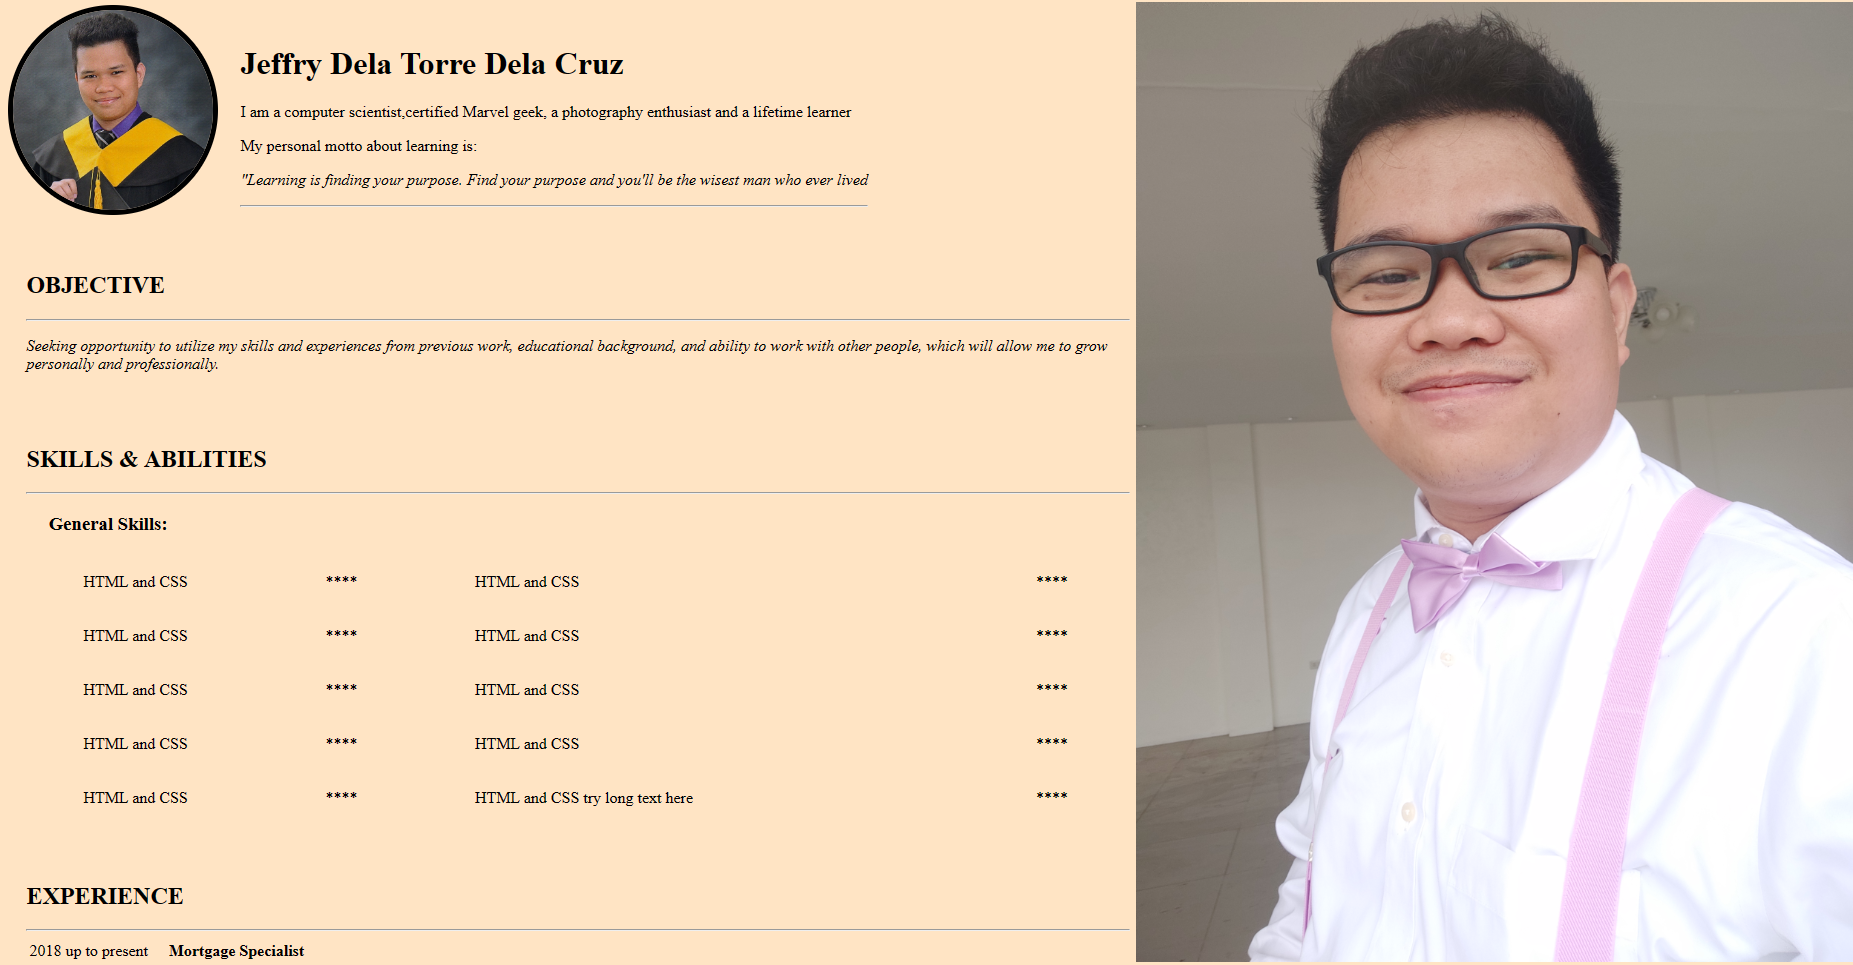 Jeffry Dela Torre Dela Cruz
I am a computer scientist,certified Marvel geek, a photography enthusiast and a lifetime learner
My personal motto about learning is:
"Learning is finding your purpose. Find your purpose and you'll be the wisest man who ever lived
OBJECTIVE
Seeking opportunity to utilize my skills and experiences from previous work, educational background, and ability to work with other people, which will allow me to grow
personally and professionally.
SKILLS & ABILITIES
General Skills:
HTML and CSS **** HTML and CSS ****
HTML and CSS **** HTML and CSS ****
HTML and CSS **** HTML and CSS ****
HTML and CSS **** HTML and CSS ****
HTML and CSS **** HTML and CSS try long text here ****
EXPERIENCE
2018 up to present Mortgage Specialist